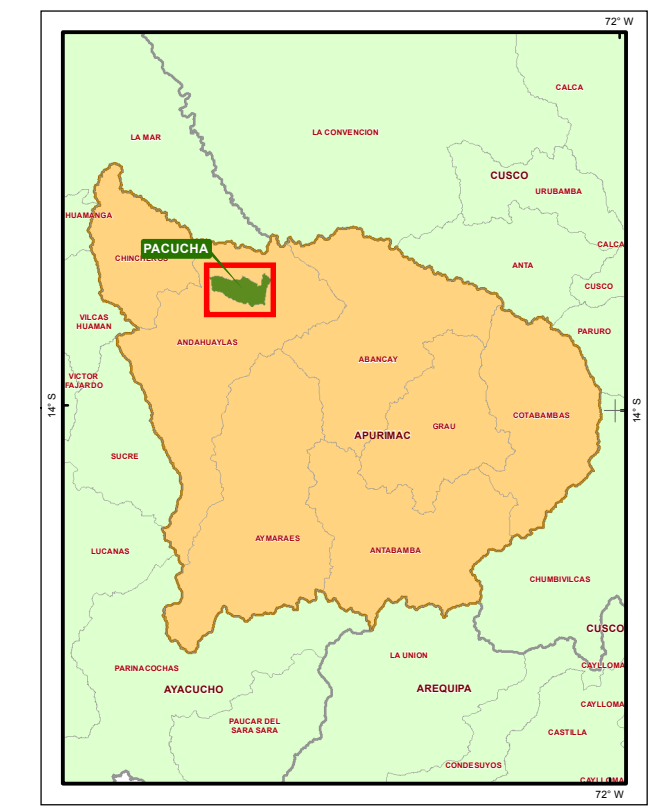 72° W
CALCA
LA CONVENCION
LA MAR
CUSCO
URUBAMBA
HUAMANGA
CALCA
PACUCHA
CHINCHEROS
ANTA
CUSCO
VILCAS
HUAMAN
PARURO
ANDAHUAYLAS
ABANCAY
VICTOR
FAJARDO
14° S
14° S
COTABAMBAS
GRAU
APURIMAC
SUCRE
AYMARAES
ANTABAMBA
LUCANAS
CHUMBIVILCAS
CUSCO
LA UNION
CAYLLOMA
PARINACOCHAS
AYACUCHO
AREQUIPA
CAYLLOMA
PAUCAR DEL
SARA SARA
CASTILLA
CONDESUYOS
CAYLLOMA
72° W